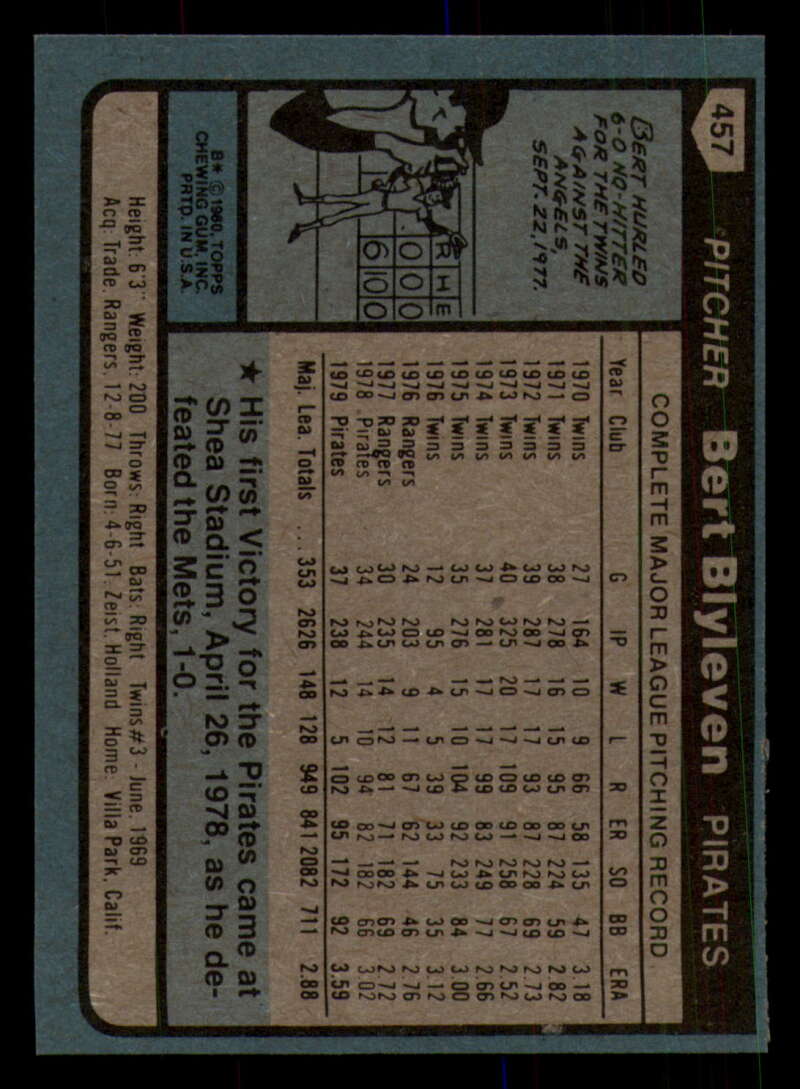 457 PITCHER Bert Blyleven PIRATES
BERT HURLED
6-0 NO-HITTER
FOR THE TWINS
AGAINST THE
ANGELS,
SEPT. 22, 1977.
R H E
0 0 0
6 10 0
B* © 1980. TOPPS
CHEWING GUM, INC.
PRTD. IN U.S.A.
COMPLETE MAJOR LEAGUE PITCHING RECORD
Year Club G IP W L R ER SO BB ERA
1970 Twins 27 164 10 9 66 58 135 47 3.18
1971 Twins 38 278 16 15 95 87 224 59 2.82
1972 Twins 39 287 17 17 93 87 228 69 2.73
1973 Twins 40 325 20 17 109 91 258 67 2.52
1974 Twins 37 281 17 17 99 83 249 77 2.66
1975 Twins 35 276 15 10 104 92 233 84 3.00
1976 Twins 12 95 4 5 39 33 75 35 3.12
1976 Rangers 24 203 9 11 67 62 144 46 2.76
1977 Rangers 30 235 14 12 81 71 182 69 2.72
1978 Pirates 34 244 14 10 94 82 182 66 3.02
1979 Pirates 37 238 12 5 102 95 172 92 3.59
Maj. Lea. Totals ... 353 2626 148 128 949 841 2082 711 2.88
★ His first Victory for the Pirates came at
Shea Stadium, April 26, 1978, as he de-
feated the Mets, 1-0.
Height: 6'3" Weight: 200 Throws: Right Bats: Right Twins #3 - June, 1969
Acq: Trade, Rangers, 12-8-77 Born: 4-6-51, Zeist, Holland Home: Villa Park, Calif.